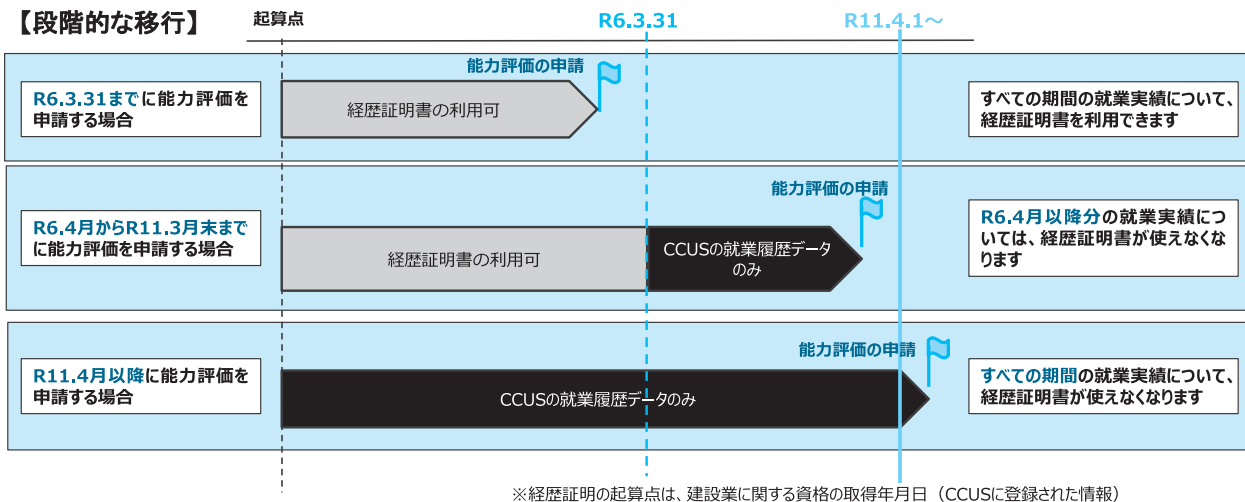 【段階的な移行】
起算点
R6.3.31
R11.4.1～
R6.3.31までに能力評価を
申請する場合
経歴証明書の利用可
能力評価の申請
すべての期間の就業実績について、
経歴証明書を利用できます
R6.4月からR11.3月末まで
に能力評価を申請する場合
経歴証明書の利用可
CCUSの就業履歴データ
のみ
能力評価の申請
R6.4月以降分の就業実績につ
いては、経歴証明書が使えなくな
ります
R11.4月以降に能力評価を
申請する場合
CCUSの就業履歴データのみ
能力評価の申請
すべての期間の就業実績について、
経歴証明書が使えなくなります
※経歴証明の起算点は、建設業に関する資格の取得年月日（CCUSに登録された情報）